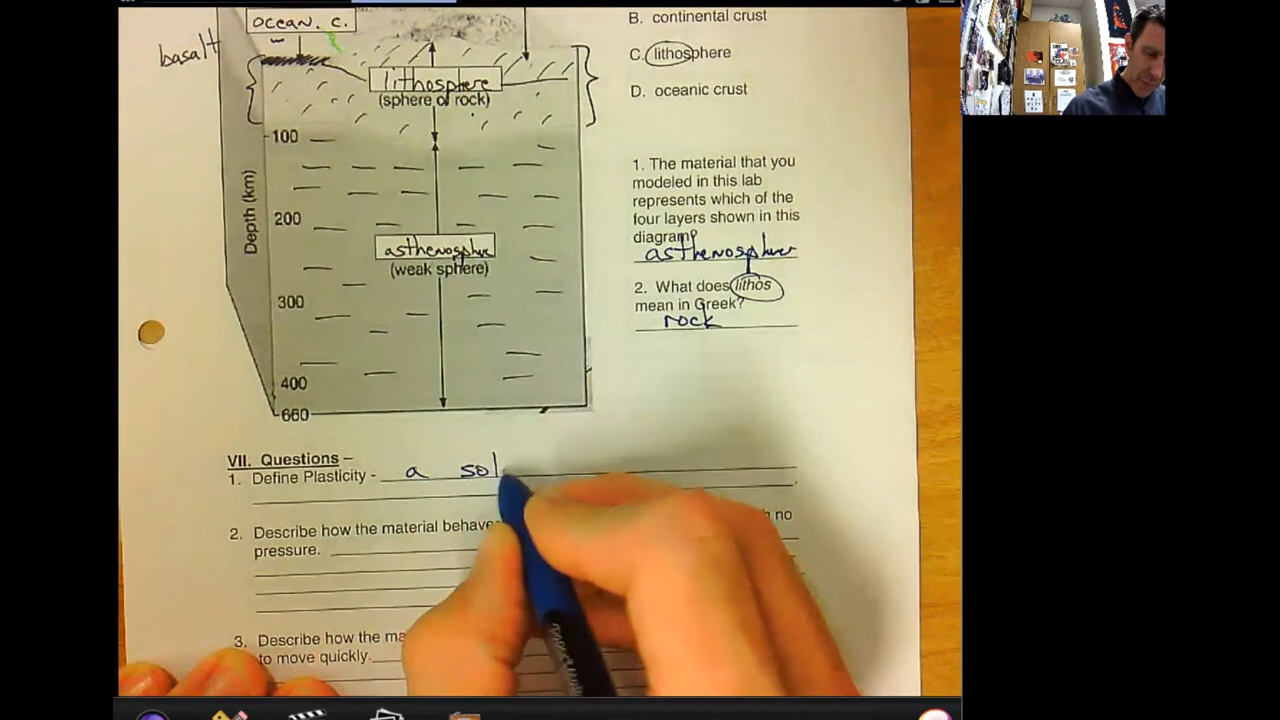 ocean. c.
B. continental crust
basalt
C. lithosphere
lithosphere
(sphere of rock)
D. oceanic crust
100
1. The material that you
modeled in this lab
represents which of the
four layers shown in this
diagram?
asthenosphere
Depth (km)
200
asthenosphere
(weak sphere)
2. What does lithos
mean in Greek?
rock
300
400
660
VII. Questions –
1. Define Plasticity - a sol
2. Describe how the material behave
h no
pressure.
3. Describe how the ma
to move quickly.